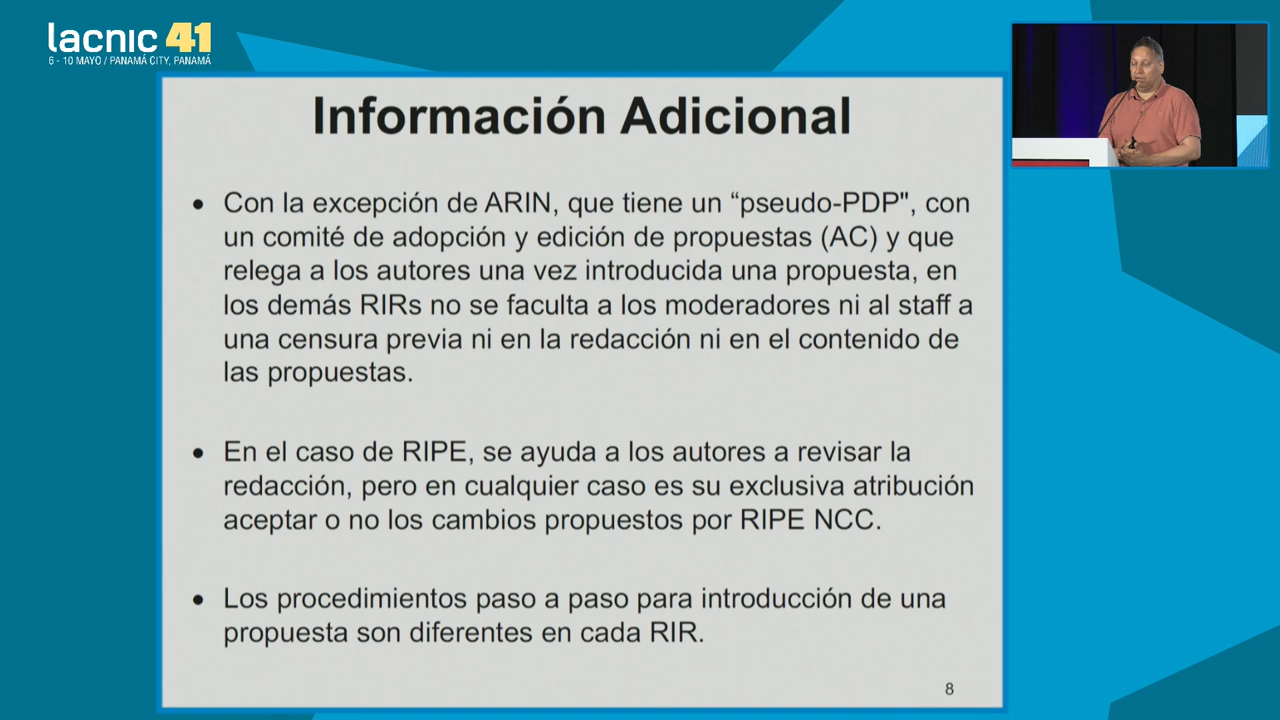 lacnic 41
6 - 10 MAYO / PANAMÁ CITY, PANAMÁ
Información Adicional
• Con la excepción de ARIN, que tiene un “pseudo-PDP", con
un comité de adopción y edición de propuestas (AC) y que
relega a los autores una vez introducida una propuesta, en
los demás RIRs no se faculta a los moderadores ni al staff a
una censura previa ni en la redacción ni en el contenido de
las propuestas.
• En el caso de RIPE, se ayuda a los autores a revisar la
redacción, pero en cualquier caso es su exclusiva atribución
aceptar o no los cambios propuestos por RIPE NCC.
• Los procedimientos paso a paso para introducción de una
propuesta son diferentes en cada RIR.
8